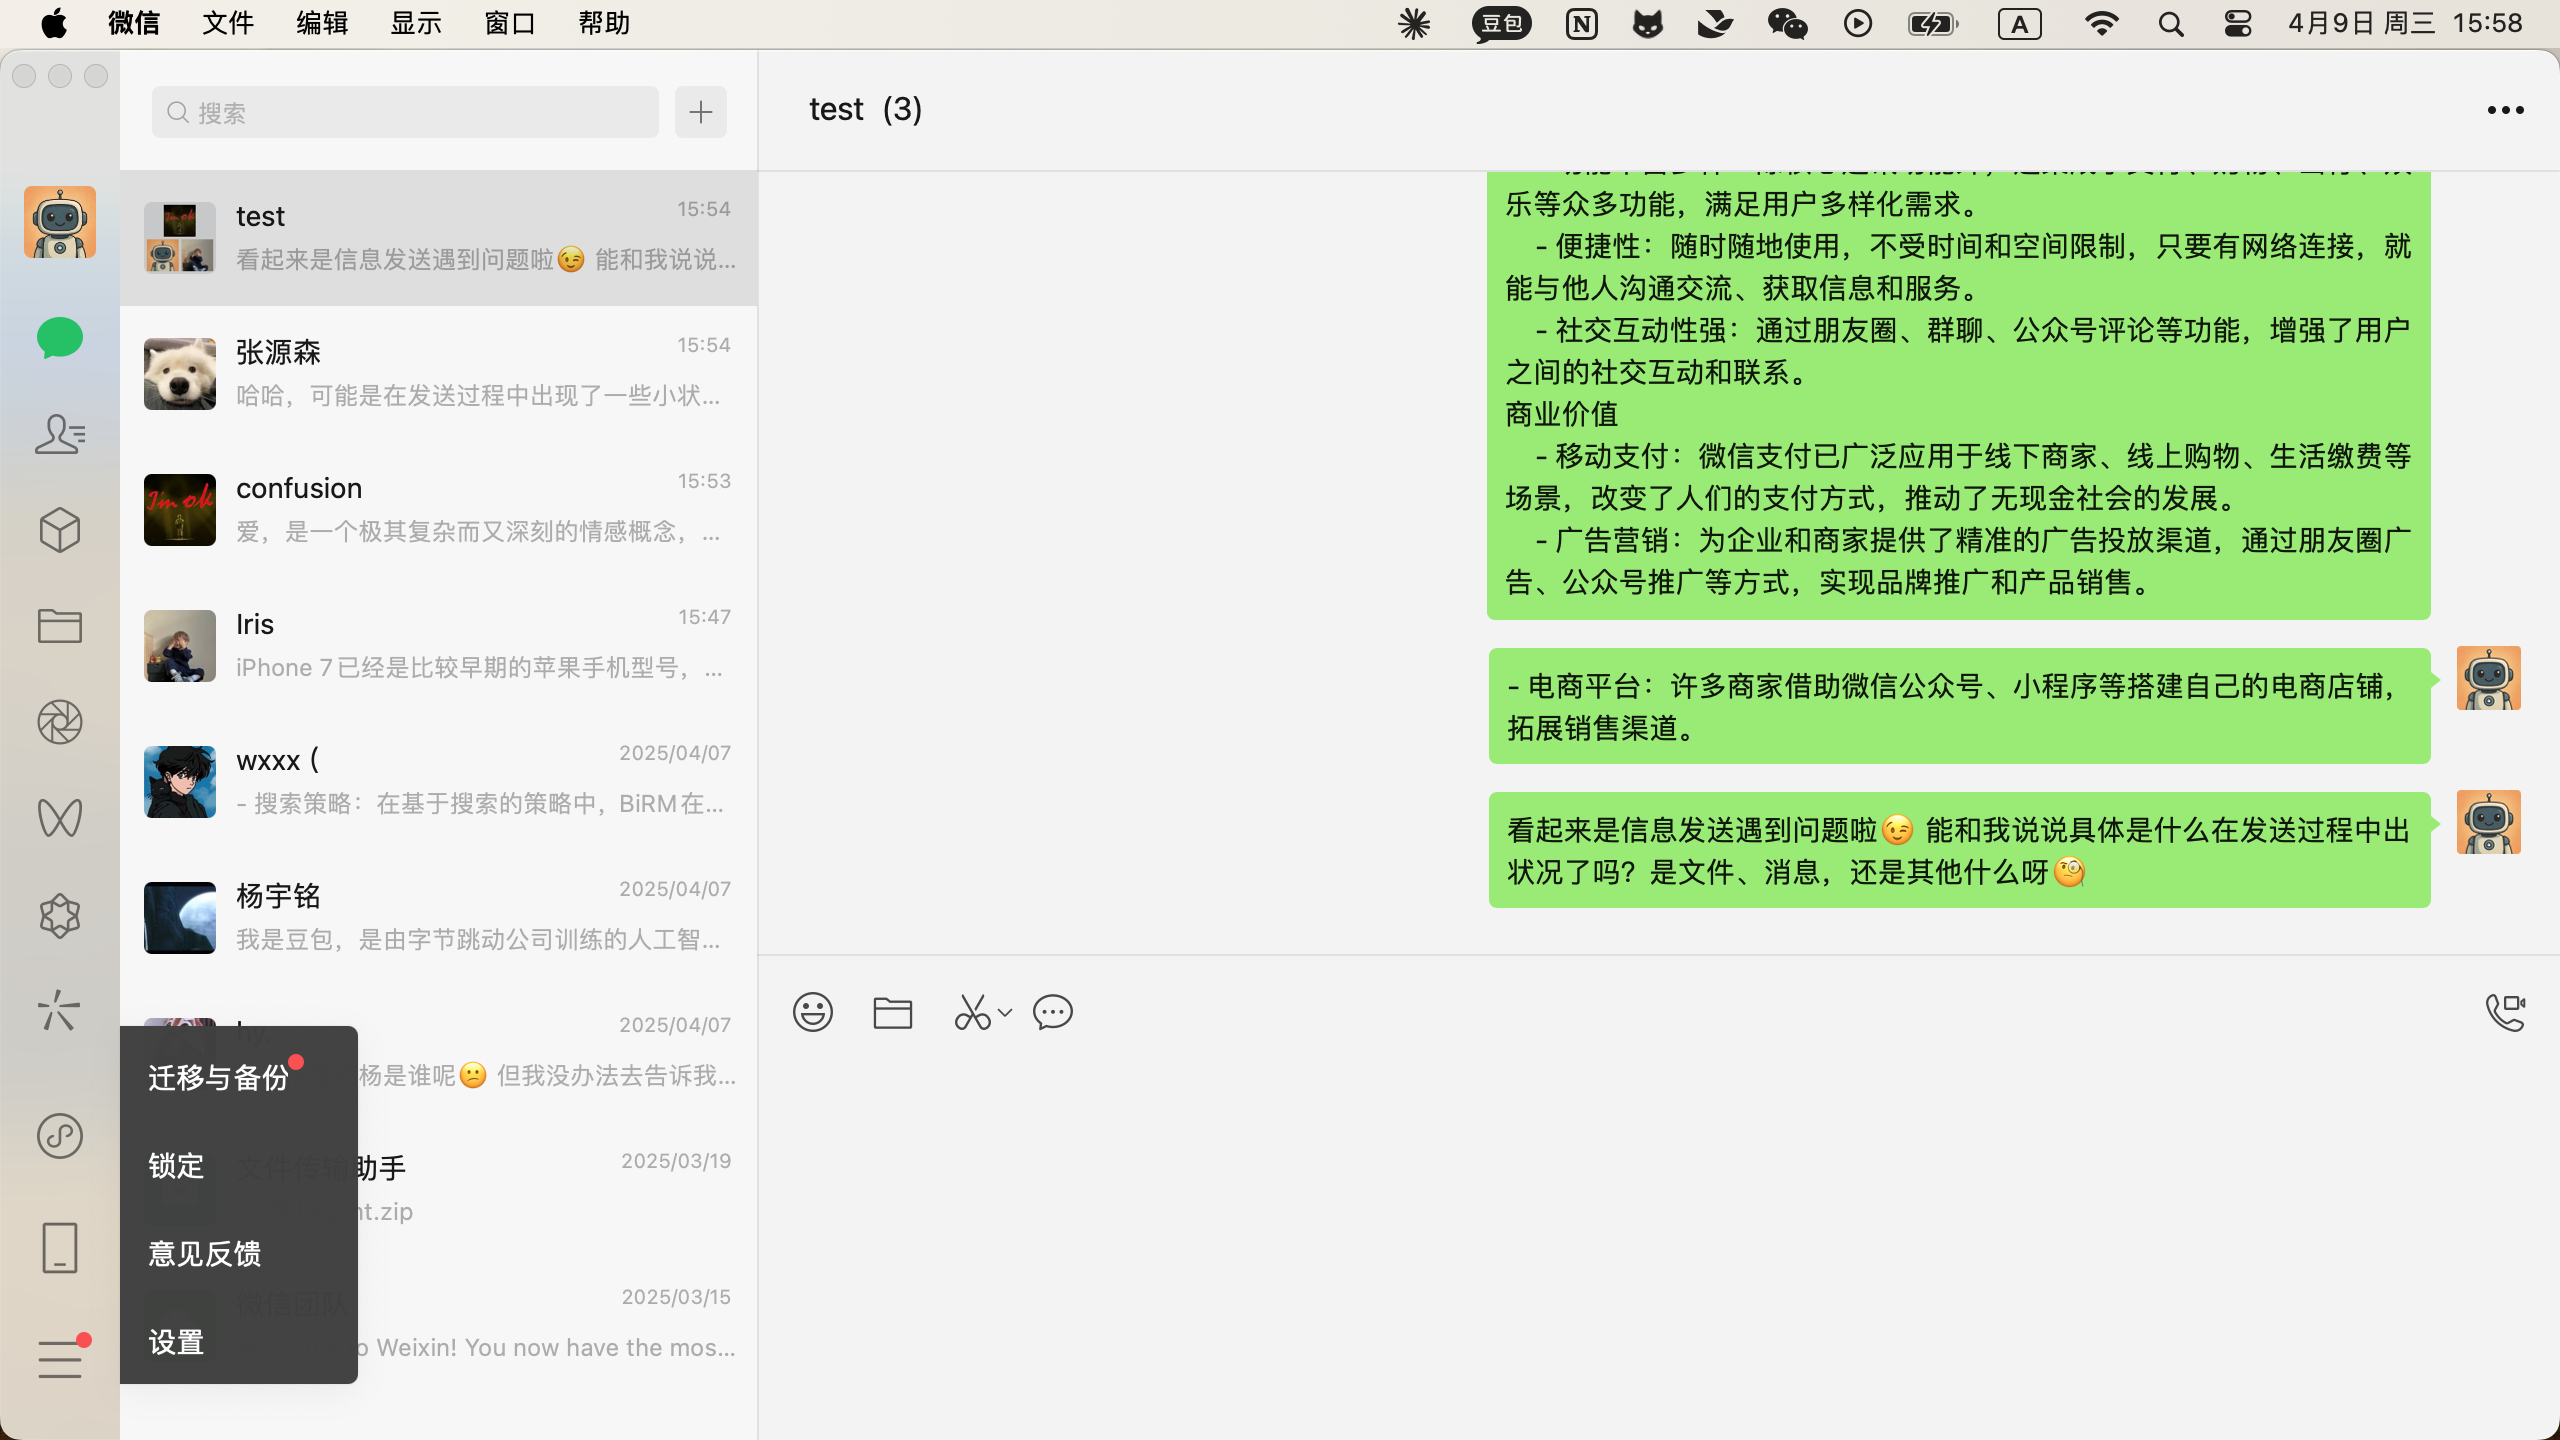 微信 文件 编辑 显示 窗口 帮助 豆包 N A 4月9日 周三 15:58
搜索
test 15:54
看起来是信息发送遇到问题啦😉 能和我说说...
张源森 15:54
哈哈，可能是在发送过程中出现了一些小状...
confusion 15:53
I'm ok
爱，是一个极其复杂而又深刻的情感概念，...
Iris 15:47
iPhone 7已经是比较早期的苹果手机型号，...
wxxx（ 2025/04/07
- 搜索策略：在基于搜索的策略中，BiRM在...
杨宇铭 2025/04/07
我是豆包，是由字节跳动公司训练的人工智...
hy. 2025/04/07
杨是谁呢😕 但我没办法去告诉我...
文件传输助手 2025/03/19
nt.zip
微信团队 2025/03/15
o Weixin! You now have the mos...
迁移与备份
锁定
意见反馈
设置
test（3）
乐等众多功能，满足用户多样化需求。
- 便捷性：随时随地使用，不受时间和空间限制，只要有网络连接，就
能与他人沟通交流、获取信息和服务。
- 社交互动性强：通过朋友圈、群聊、公众号评论等功能，增强了用户
之间的社交互动和联系。
商业价值
- 移动支付：微信支付已广泛应用于线下商家、线上购物、生活缴费等
场景，改变了人们的支付方式，推动了无现金社会的发展。
- 广告营销：为企业和商家提供了精准的广告投放渠道，通过朋友圈广
告、公众号推广等方式，实现品牌推广和产品销售。
- 电商平台：许多商家借助微信公众号、小程序等搭建自己的电商店铺，
拓展销售渠道。
看起来是信息发送遇到问题啦😉 能和我说说具体是什么在发送过程中出
状况了吗？是文件、消息，还是其他什么呀🧐